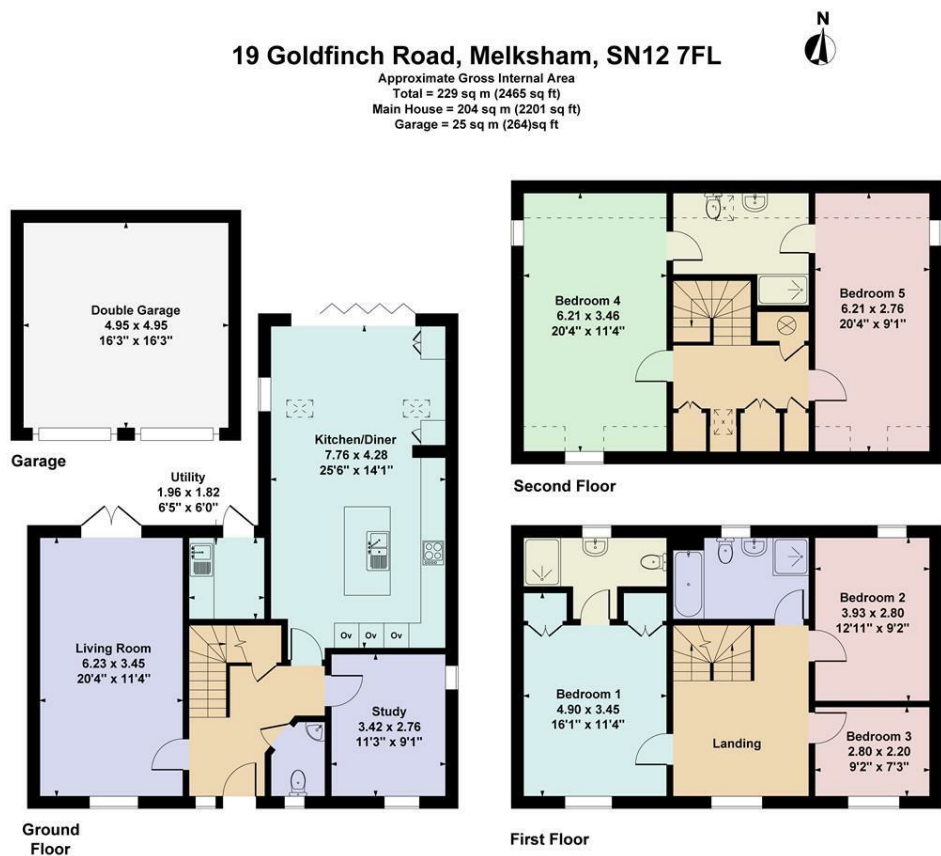 N
19 Goldfinch Road, Melksham, SN12 7FL
Approximate Gross Internal Area
Total = 229 sq m (2465 sq ft)
Main House = 204 sq m (2201 sq ft)
Garage = 25 sq m (264)sq ft
Double Garage
4.95 x 4.95
16'3" x 16'3"
Garage
Utility
1.96 x 1.82
6'5" x 6'0"
Kitchen/Diner
7.76 x 4.28
25'6" x 14'1"
Ov Ov Ov
Living Room
6.23 x 3.45
20'4" x 11'4"
Study
3.42 x 2.76
11'3" x 9'1"
Ground
Floor
Bedroom 4
6.21 x 3.46
20'4" x 11'4"
Bedroom 5
6.21 x 2.76
20'4" x 9'1"
Second Floor
Bedroom 1
4.90 x 3.45
16'1" x 11'4"
Landing
Bedroom 2
3.93 x 2.80
12'11" x 9'2"
Bedroom 3
2.80 x 2.20
9'2" x 7'3"
First Floor